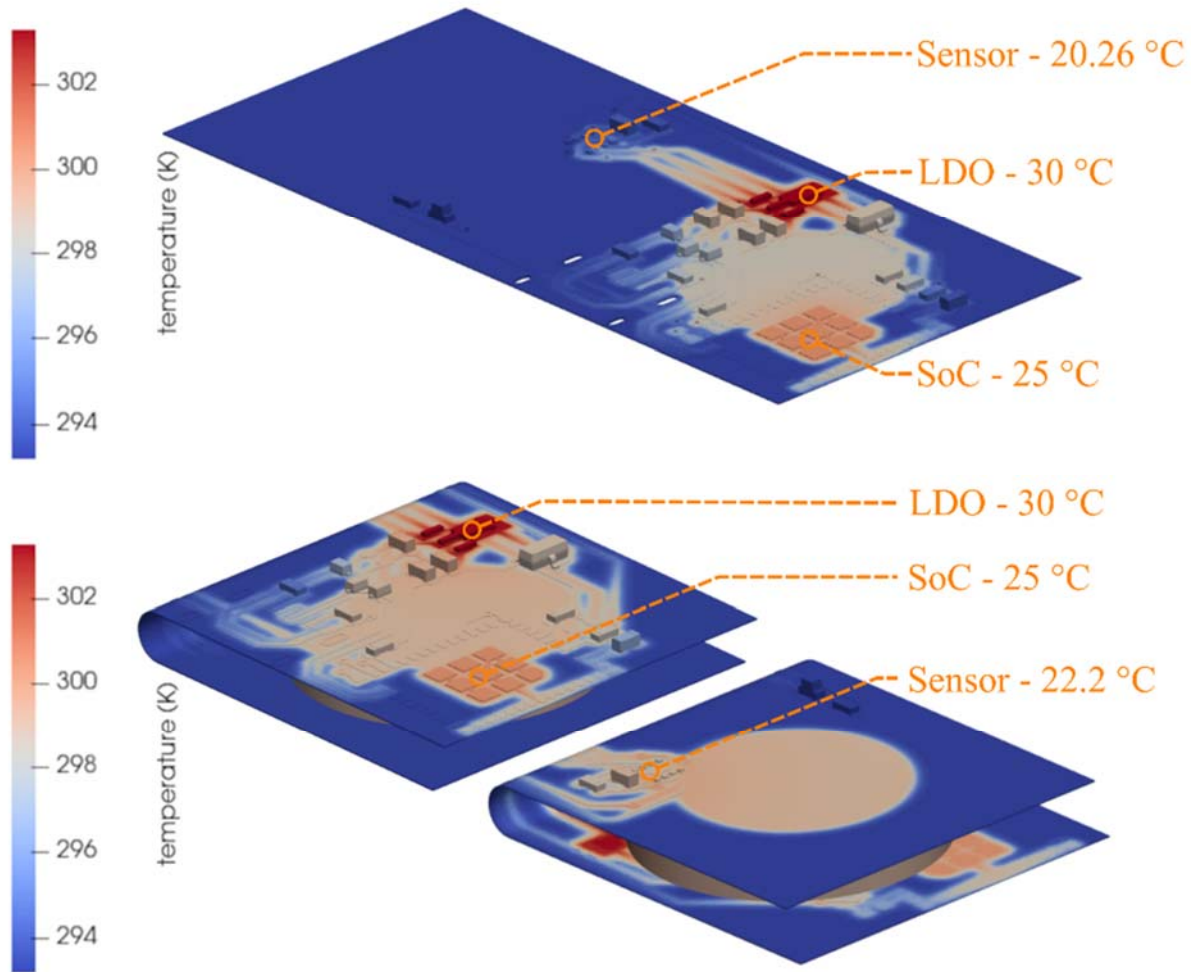 302
300
298
296
294
temperature (K)
Sensor - 20.26 °C
LDO - 30 °C
SoC - 25 °C
302
300
298
296
294
temperature (K)
LDO - 30 °C
SoC - 25 °C
Sensor - 22.2 °C